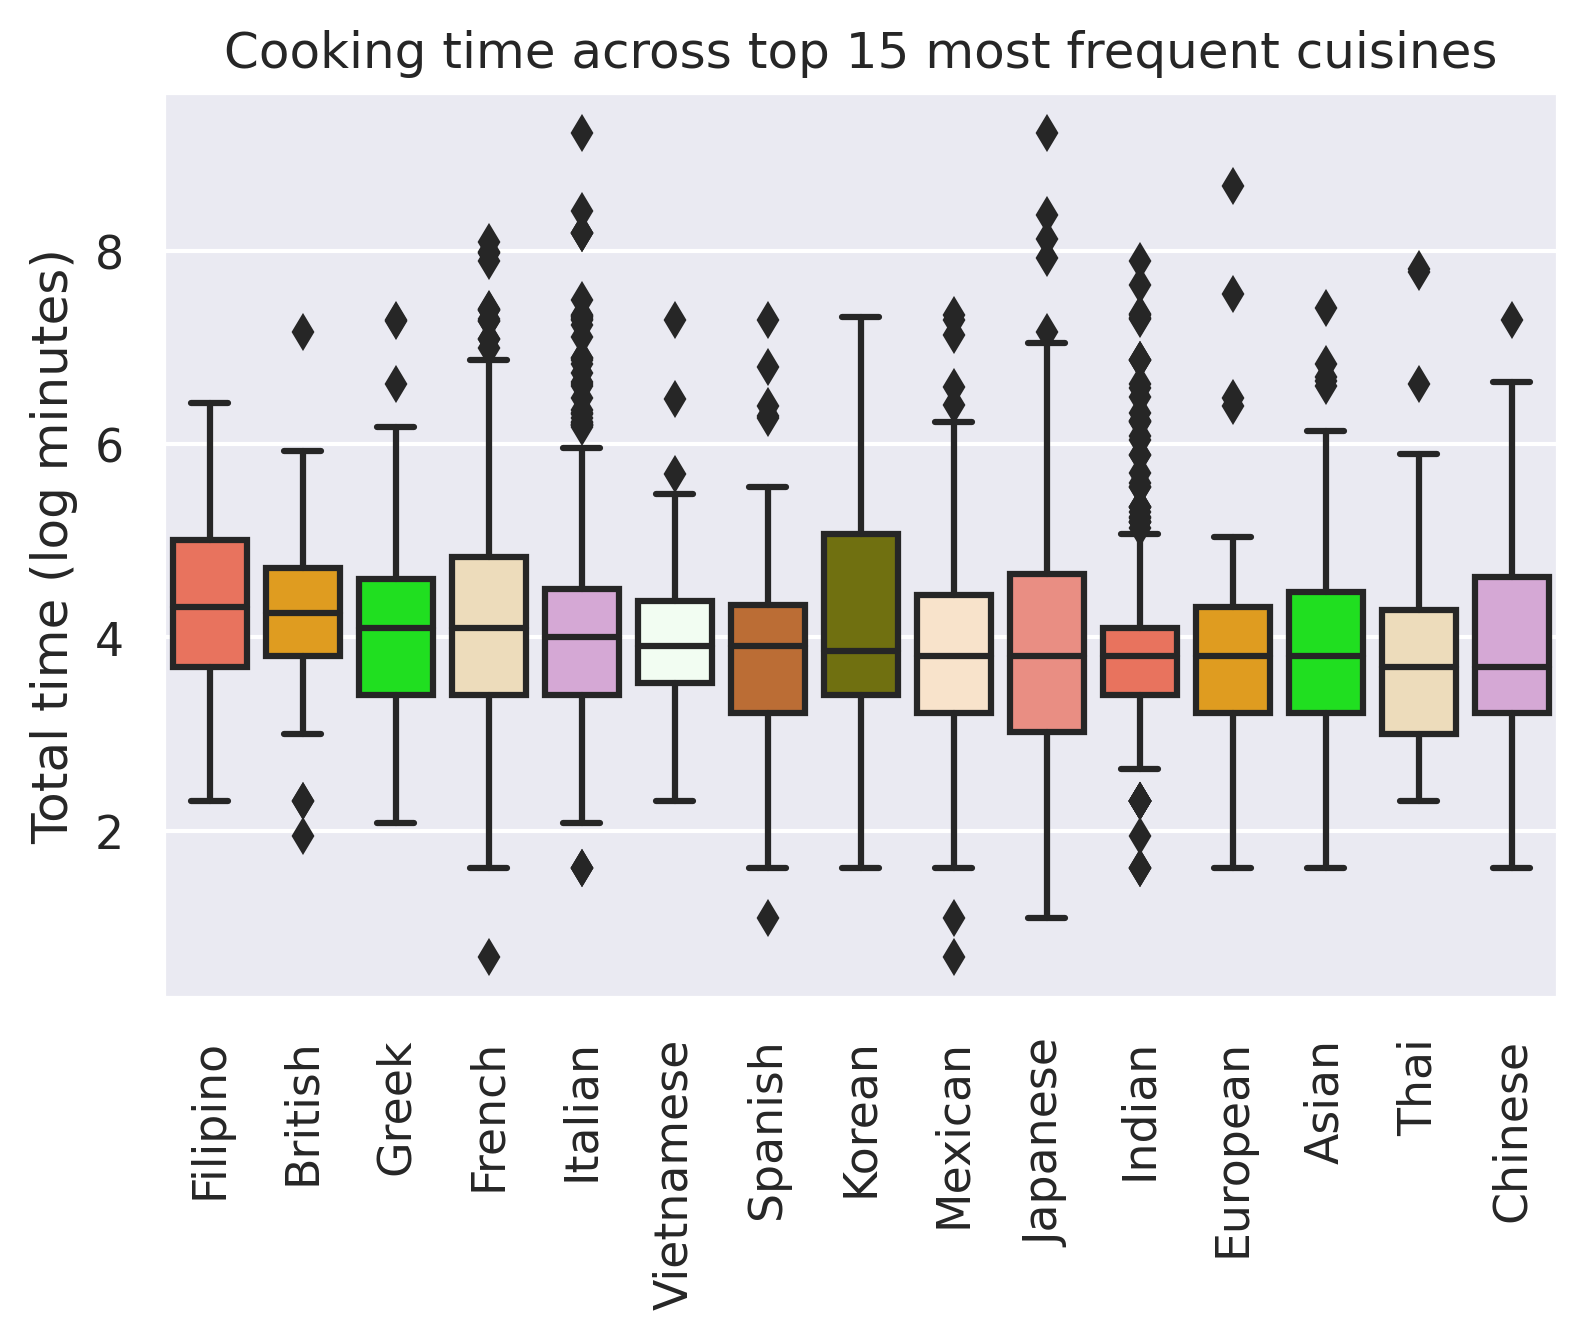 Cooking time across top 15 most frequent cuisines
Total time (log minutes)
8
6
4
2
Filipino
British
Greek
French
Italian
Vietnamese
Spanish
Korean
Mexican
Japanese
Indian
European
Asian
Thai
Chinese